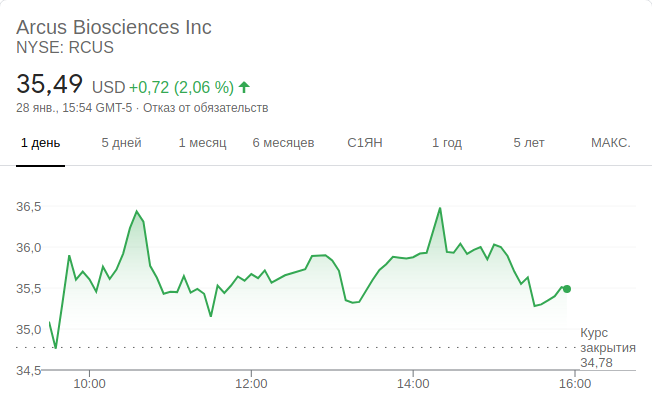 Arcus Biosciences Inc
NYSE: RCUS
35,49 USD +0,72 (2,06 %)
28 янв., 15:54 GMT-5 · Отказ от обязательств
1 день 5 дней 1 месяц 6 месяцев С1ЯН 1 год 5 лет МАКС.
36,5
36,0
35,5
35,0
Курс
закрытия
34,78
34,5
10:00 12:00 14:00 16:00